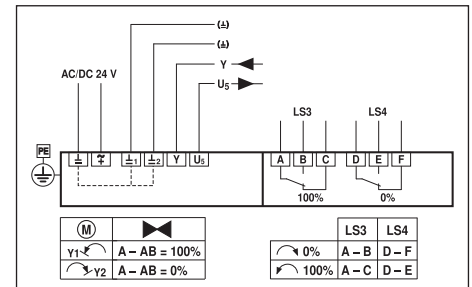 (⊥)
(⊥)
Y
AC/DC 24 V
U5
LS3 LS4
PE
⊥ ~ ⊥1 ⊥2 Y U5 A B C D E F
100% 0%
M
Y1 A – AB = 100%
Y2 A – AB = 0%
LS3 LS4
0% A – B D – F
100% A – C D – E